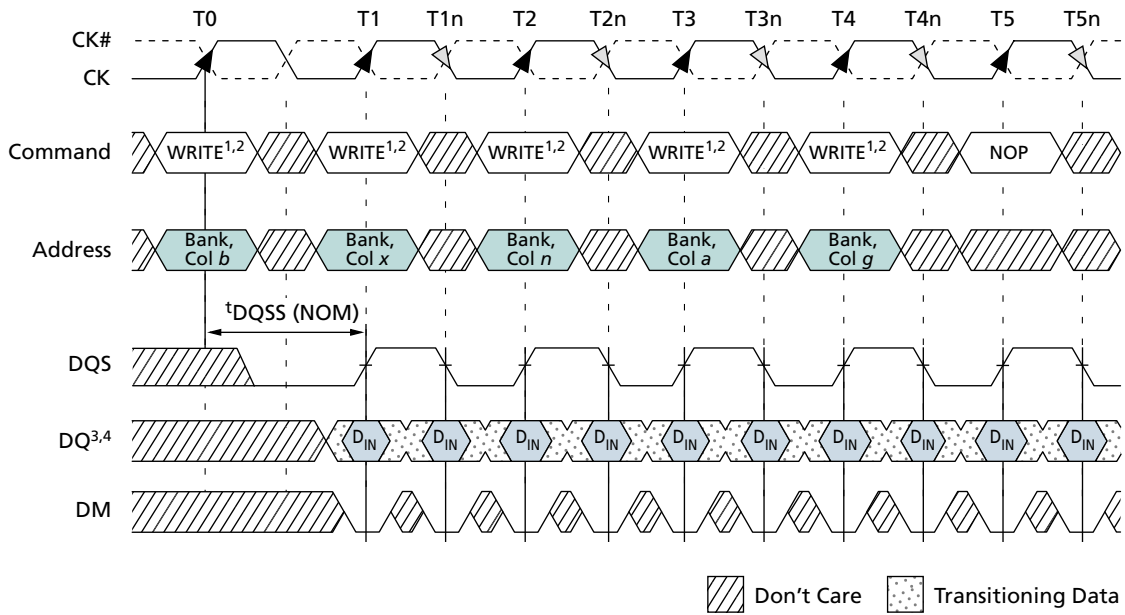 T0 T1 T1n T2 T2n T3 T3n T4 T4n T5 T5n
CK#
CK
Command WRITE1,2 WRITE1,2 WRITE1,2 WRITE1,2 WRITE1,2 NOP
Address
Bank,
Col b
Bank,
Col x
Bank,
Col n
Bank,
Col a
Bank,
Col g
tDQSS (NOM)
DQS
DQ3,4 DIN DIN DIN DIN DIN DIN DIN DIN DIN DIN
DM
Don't Care Transitioning Data